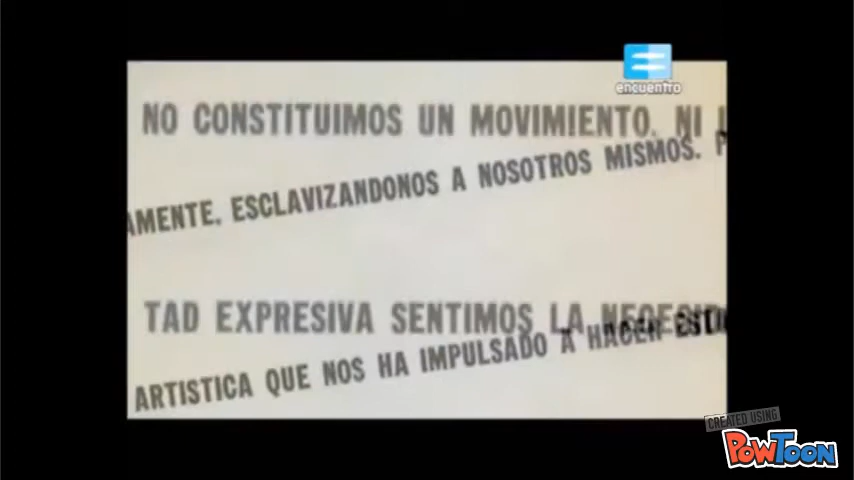 encuentro
NO CONSTITUIMOS UN MOVIMIENTO. NI
AMENTE. ESCLAVIZANDONOS A NOSOTROS MISMOS. P
TAD EXPRESIVA SENTIMOS LA
ARTISTICA QUE NOS HA IMPULSADO A HACER
CREATED USING
POWTOON